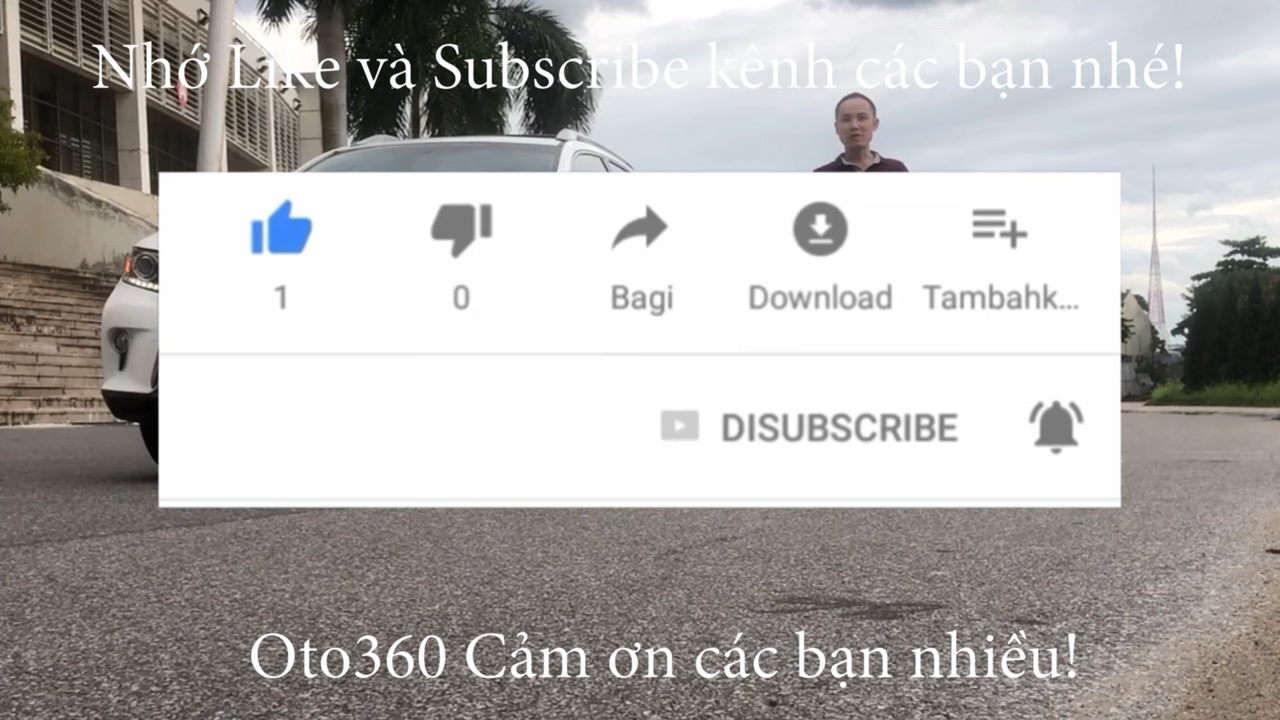 Nhớ Like và Subscribe kênh các bạn nhé!
1 0 Bagi Download Tambahk...
DISUBSCRIBE
Oto360 Cảm ơn các bạn nhiều!